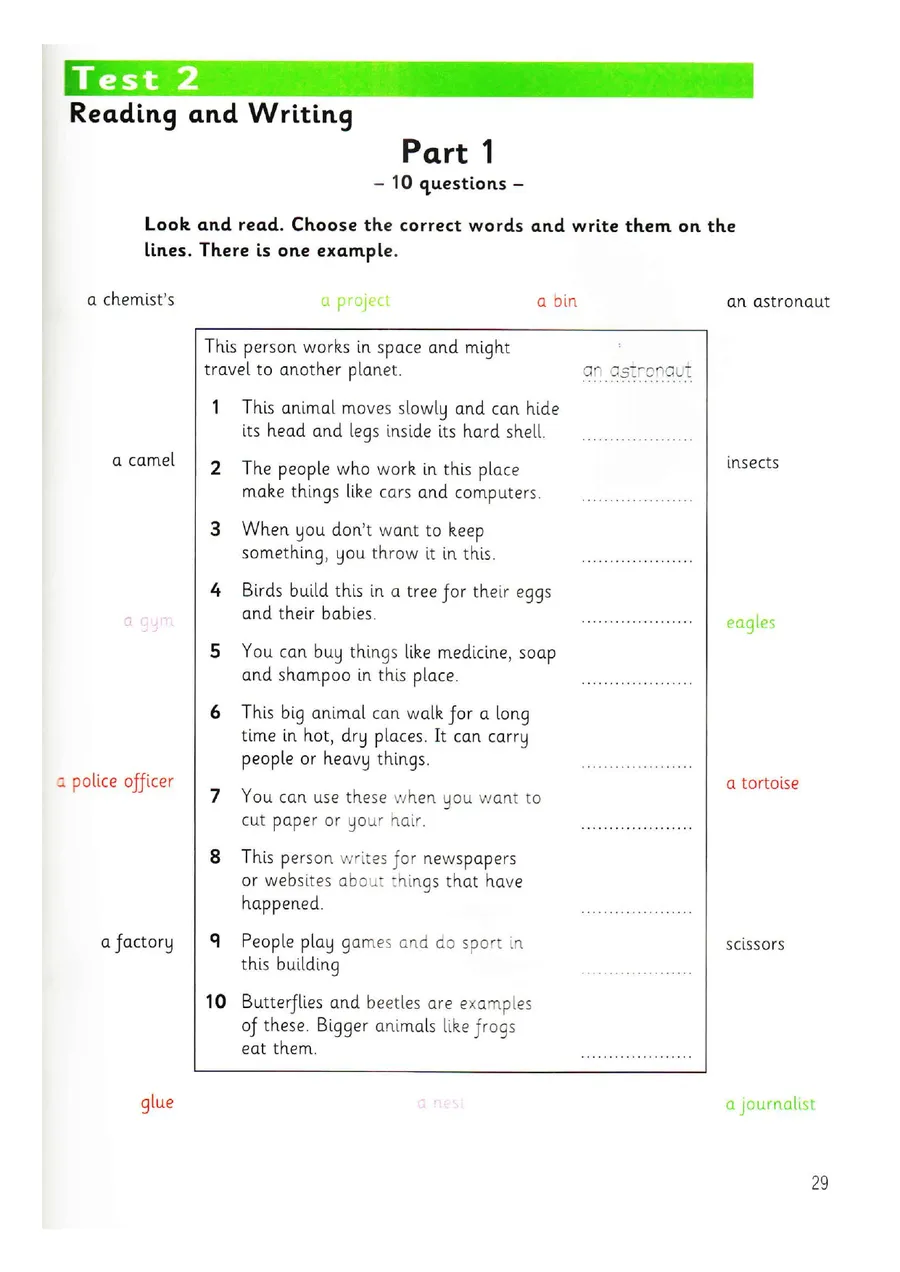 Test 2
Reading and Writing
Part 1
– 10 questions –
Look and read. Choose the correct words and write them on the
lines. There is one example.
a chemist's a project a bin an astronaut
This person works in space and might
travel to another planet. an astronaut
1 This animal moves slowly and can hide
its head and legs inside its hard shell.
a camel
insects
2 The people who work in this place
make things like cars and computers.
3 When you don't want to keep
something, you throw it in this.
4 Birds build this in a tree for their eggs
and their babies.
a gym
eagles
5 You can buy things like medicine, soap
and shampoo in this place.
6 This big animal can walk for a long
time in hot, dry places. It can carry
people or heavy things.
a police officer
a tortoise
7 You can use these when you want to
cut paper or your hair.
8 This person writes for newspapers
or websites about things that have
happened.
a factory
scissors
9 People play games and do sport in
this building
10 Butterflies and beetles are examples
of these. Bigger animals like frogs
eat them.
glue a nest a journalist
29